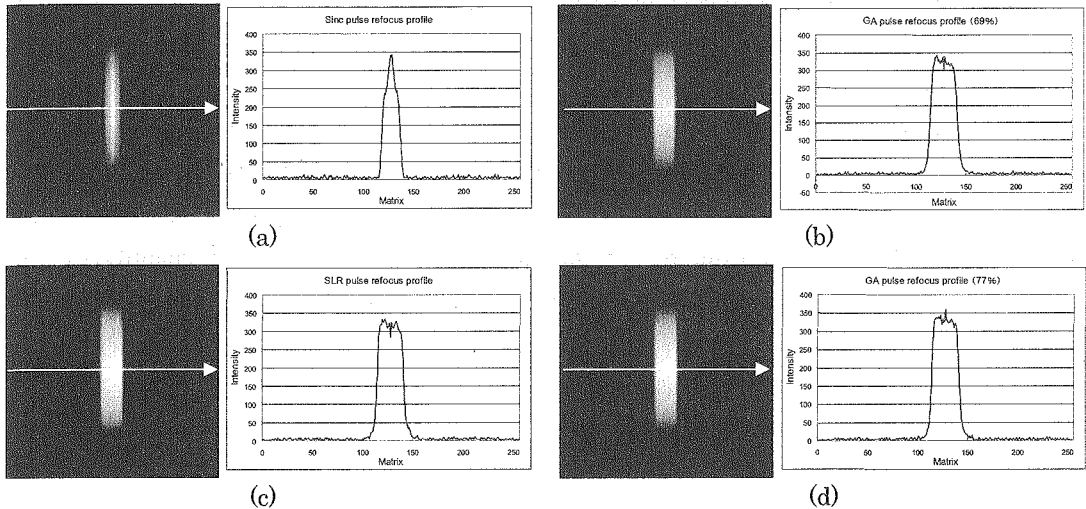 Sinc pulse refocus profile
400
350
300
250
200
150
100
50
0
Intensity
0 50 100 150 200 250
Matrix
(a)
GA pulse refocus profile (69%)
400
350
300
250
200
150
100
50
0
-50
Intensity
0 50 100 150 200 250
Matrix
(b)
SLR pulse refocus profile
400
350
300
250
200
150
100
50
0
Intensity
0 50 100 150 200 250
Matrix
(c)
GA pulse refocus profile (77%)
400
350
300
250
200
150
100
50
0
Intensity
0 50 100 150 200 250
Matrix
(d)